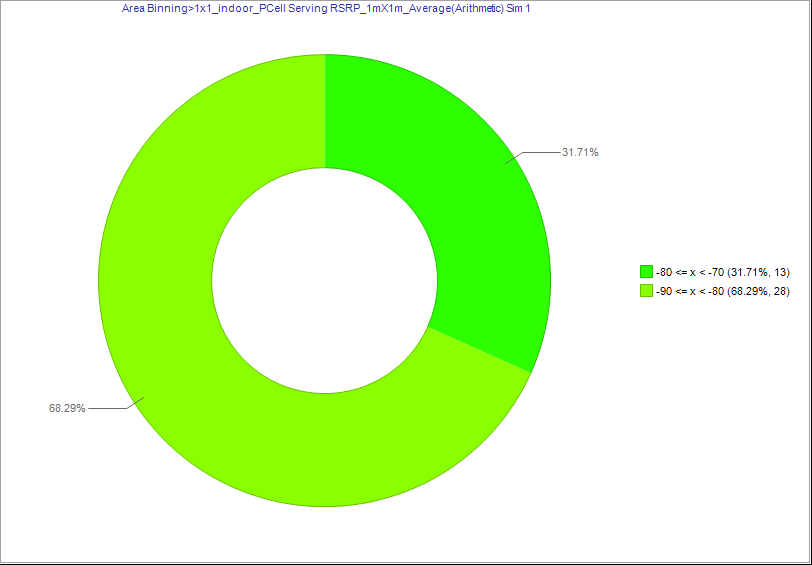 Area Binning>1x1_indoor_PCell Serving RSRP_1mX1m_Average(Arithmetic) Sim 1
31.71%
-80 <= x < -70 (31.71%, 13)
-90 <= x < -80 (68.29%, 28)
68.29%